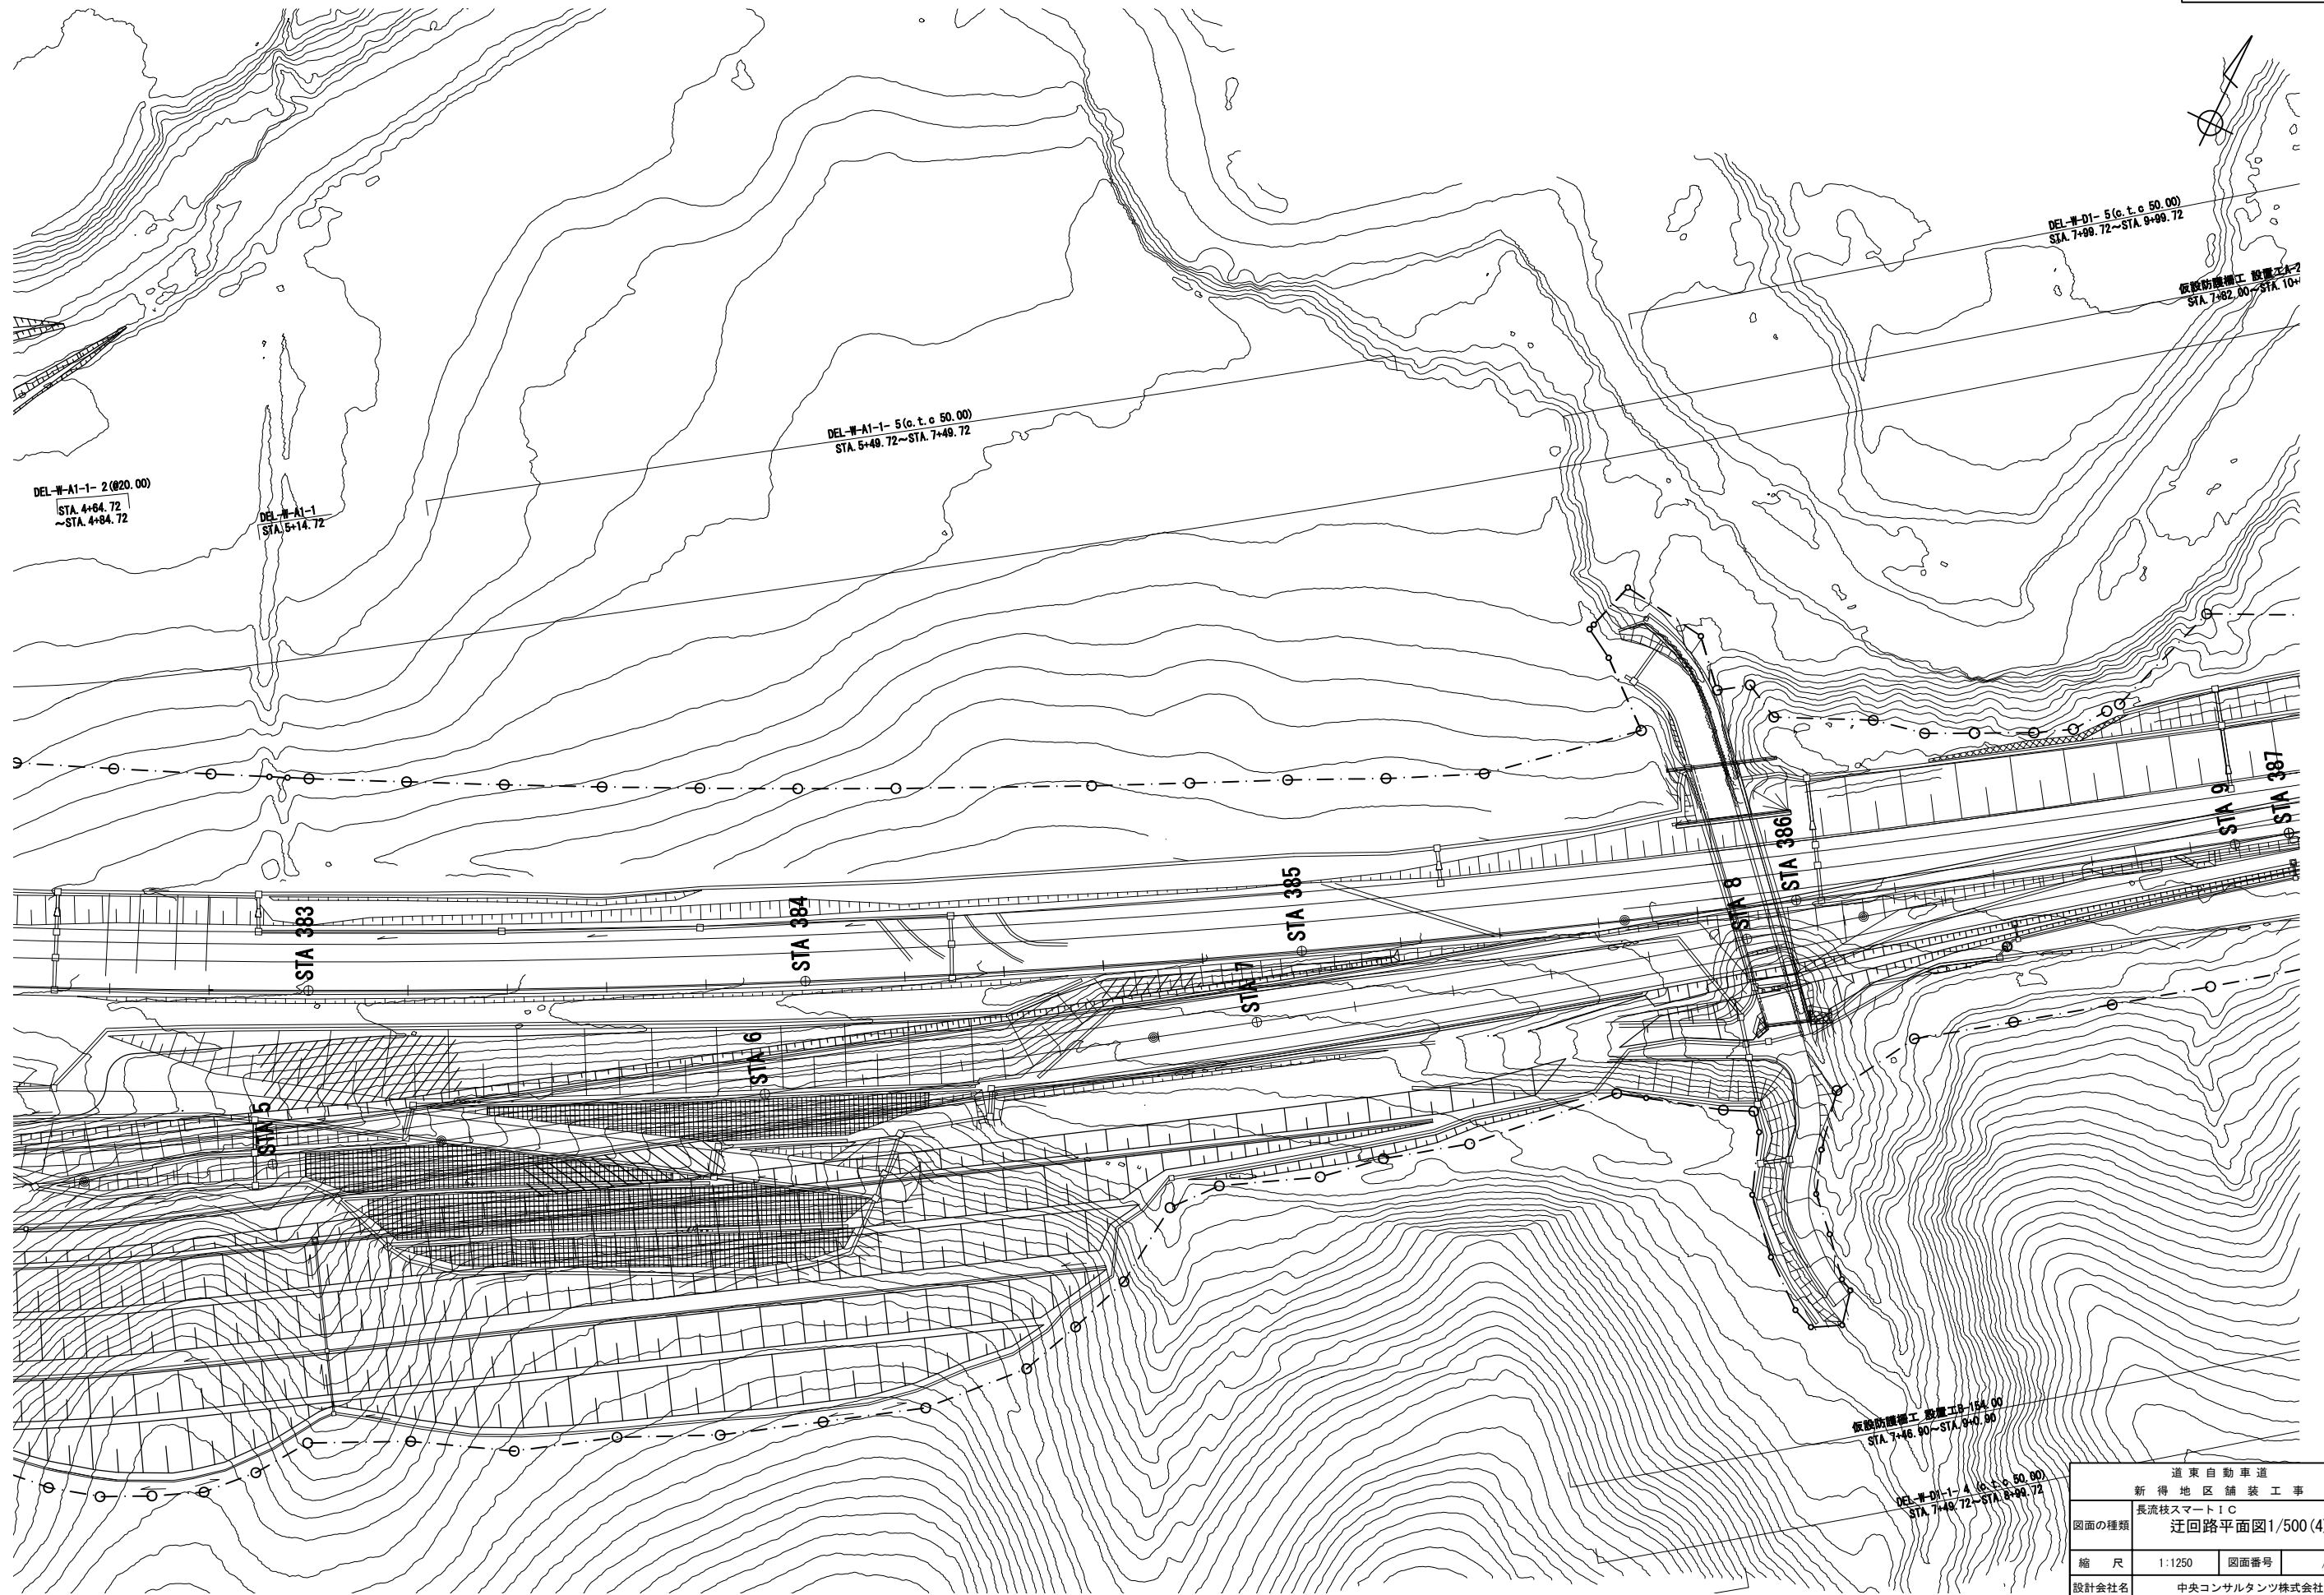 DEL-W-D1- 5(c.t.c 50.00)
STA.7+99.72～STA.9+99.72
仮設防護柵工 設置工A-2
STA.7+82.00～STA.10+
DEL-W-A1-1- 5(c.t.c 50.00)
STA.5+49.72～STA.7+49.72
DEL-W-A1-1- 2(@20.00)
STA.4+64.72
～STA.4+84.72
DEL-W-A1-1
STA.5+14.72
STA 383
STA 384
STA 385
STA 386
STA 387
STA 5
STA 6
STA 7
STA 8
STA 9
仮設防護柵工 設置工B-154.00
STA.7+46.90～STA.9+0.90
DEL-W-D1-1- 4 (c.t.c 50.00)
STA.7+49.72～STA.8+99.72
道東自動車道
新得地区舗装工事
図面の種類
長流枝スマートIC
迂回路平面図1/500(4)
縮 尺
1:1250
図面番号
設計会社名
中央コンサルタンツ株式会社